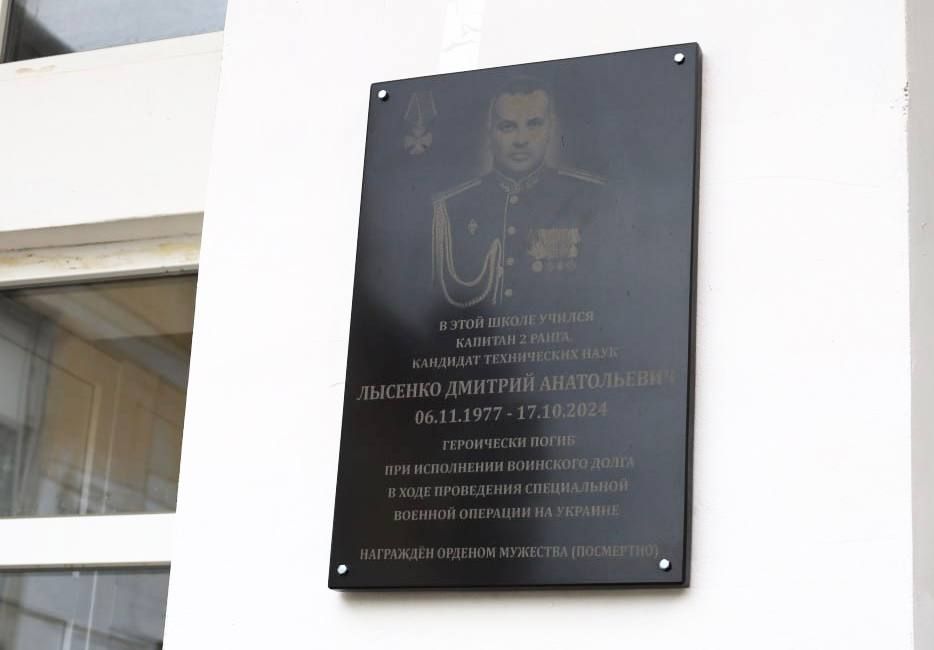 В ЭТОЙ ШКОЛЕ УЧИЛСЯ
КАПИТАН 2 РАНГА,
КАНДИДАТ ТЕХНИЧЕСКИХ НАУК
ЛЫСЕНКО ДМИТРИЙ АНАТОЛЬЕВИЧ
06.11.1977 - 17.10.2024
ГЕРОИЧЕСКИ ПОГИБ
ПРИ ИСПОЛНЕНИИ ВОИНСКОГО ДОЛГА
В ХОДЕ ПРОВЕДЕНИЯ СПЕЦИАЛЬНОЙ
ВОЕННОЙ ОПЕРАЦИИ НА УКРАИНЕ
НАГРАЖДЁН ОРДЕНОМ МУЖЕСТВА (ПОСМЕРТНО)